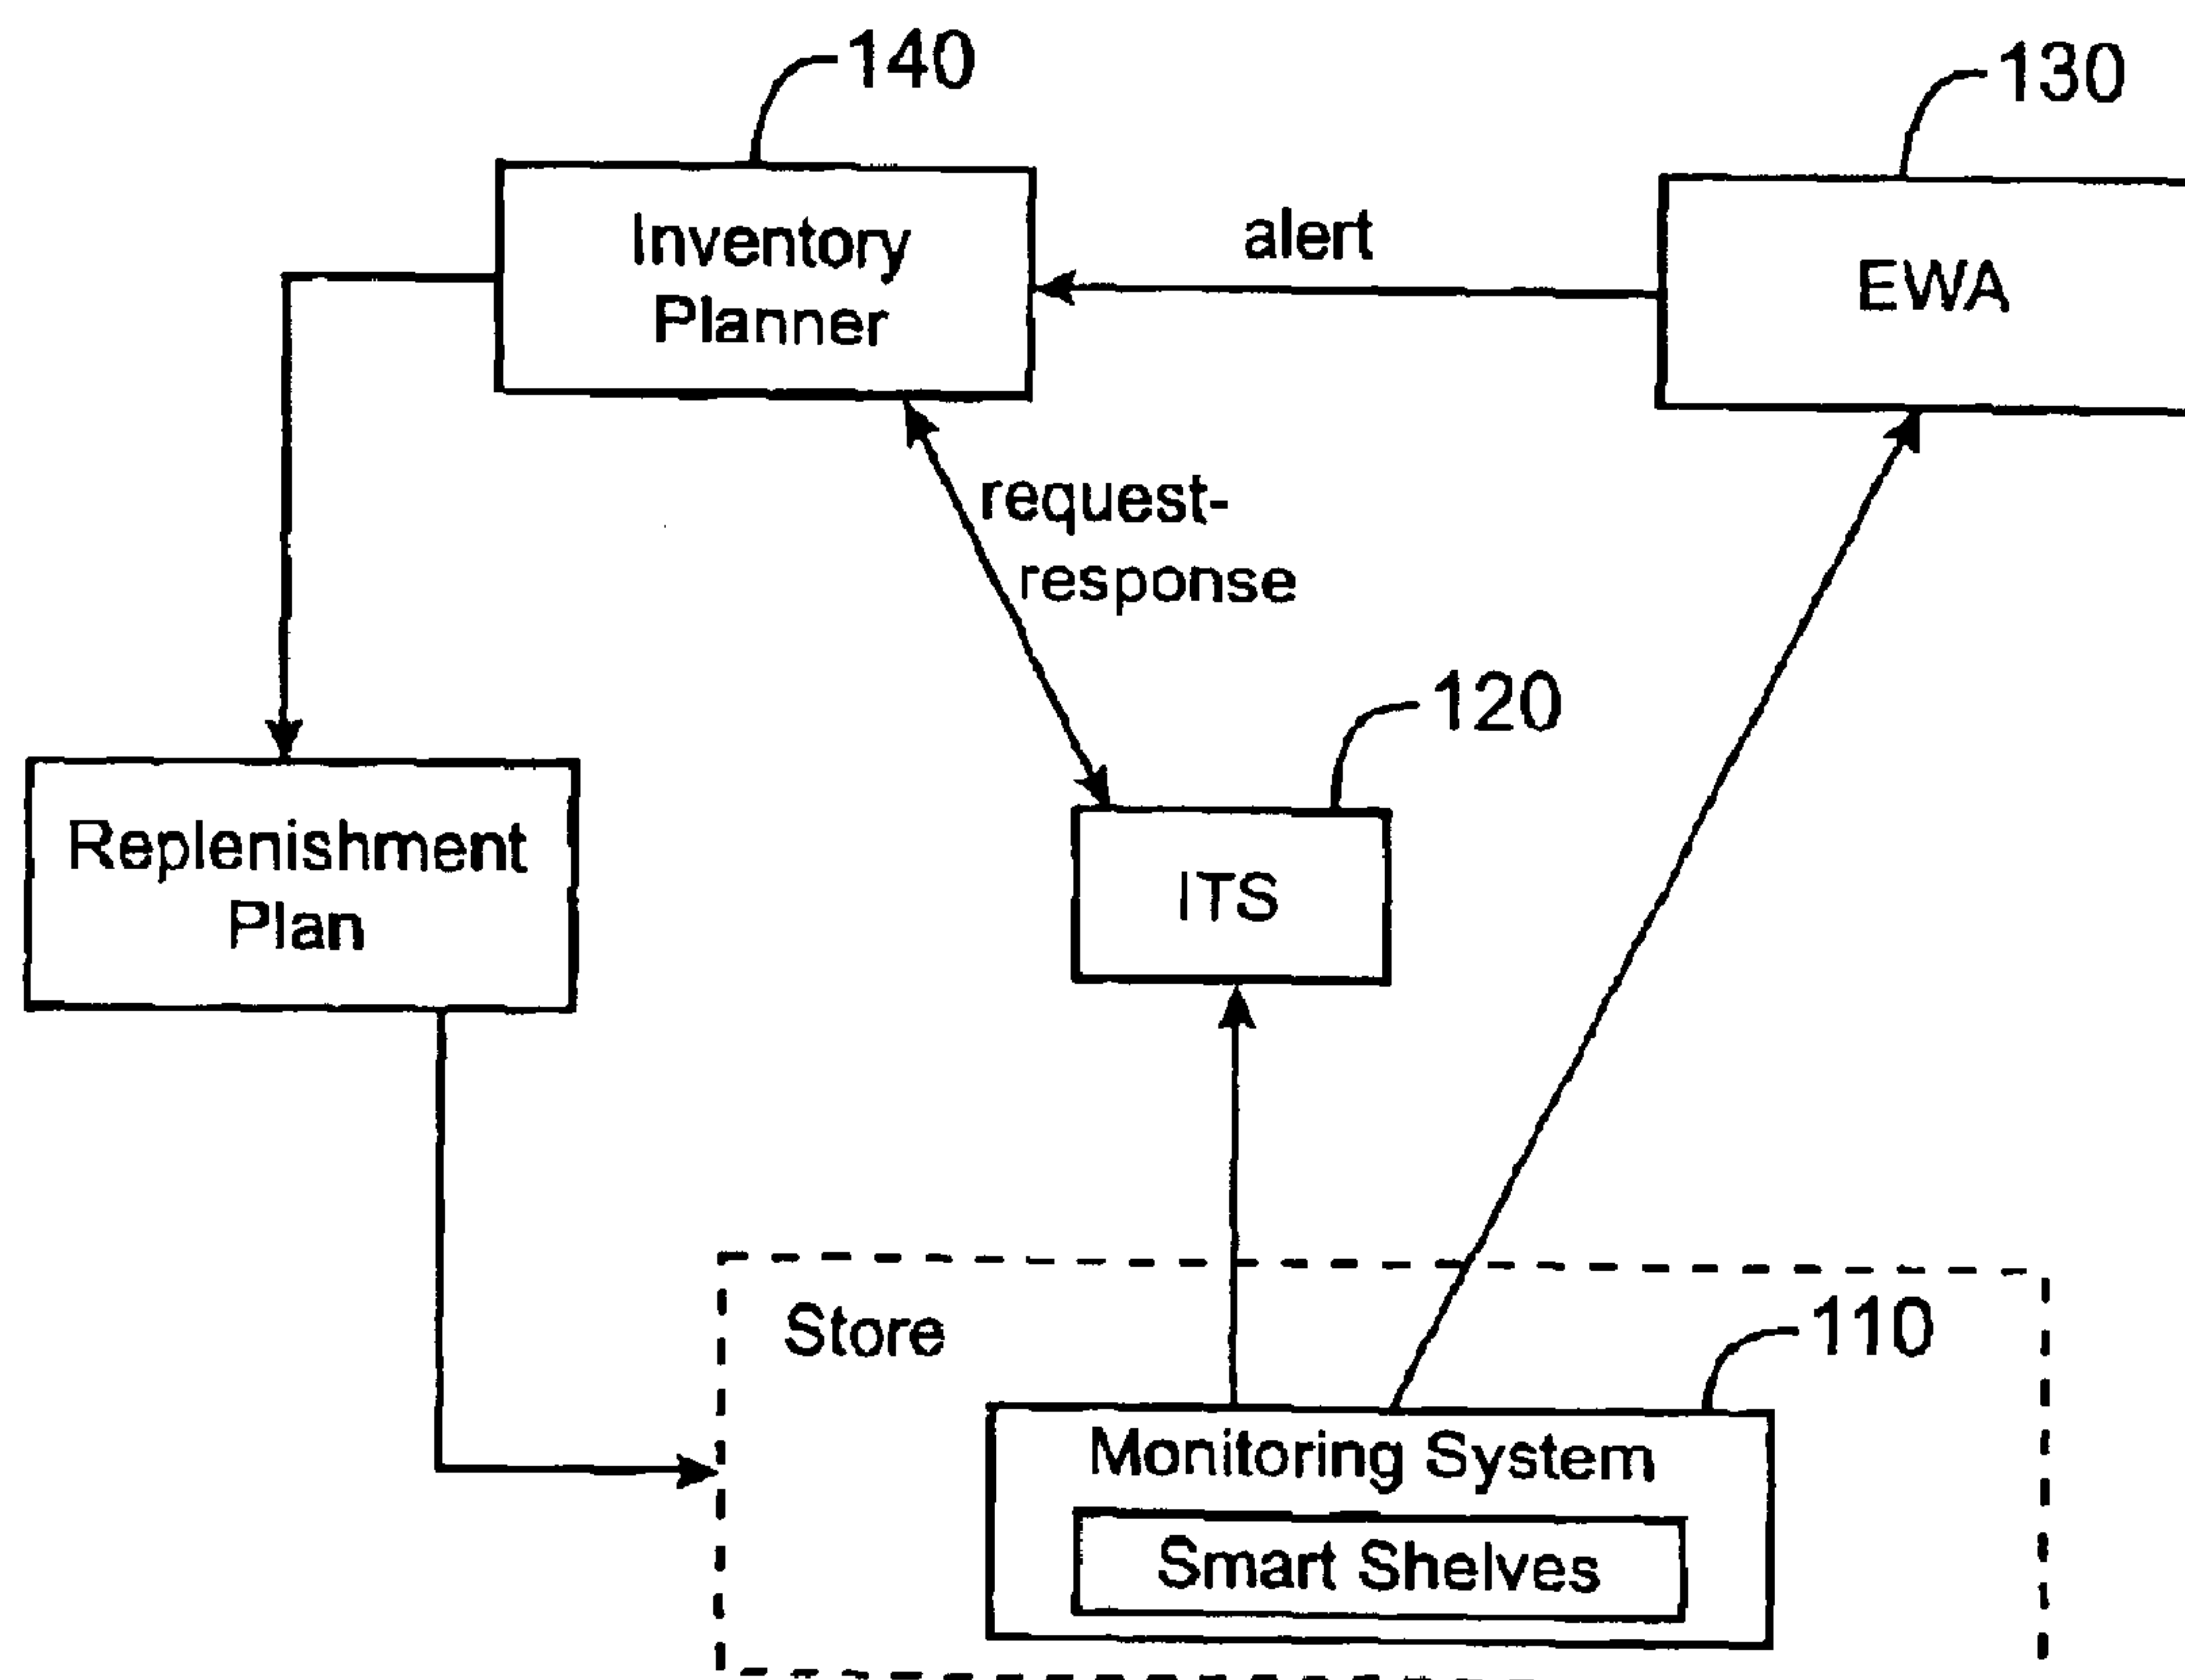 140
130
Inventory
Planner
alert
EWA
request-
response
120
Replenishment
Plan
ITS
Store
110
Monitoring System
Smart Shelves